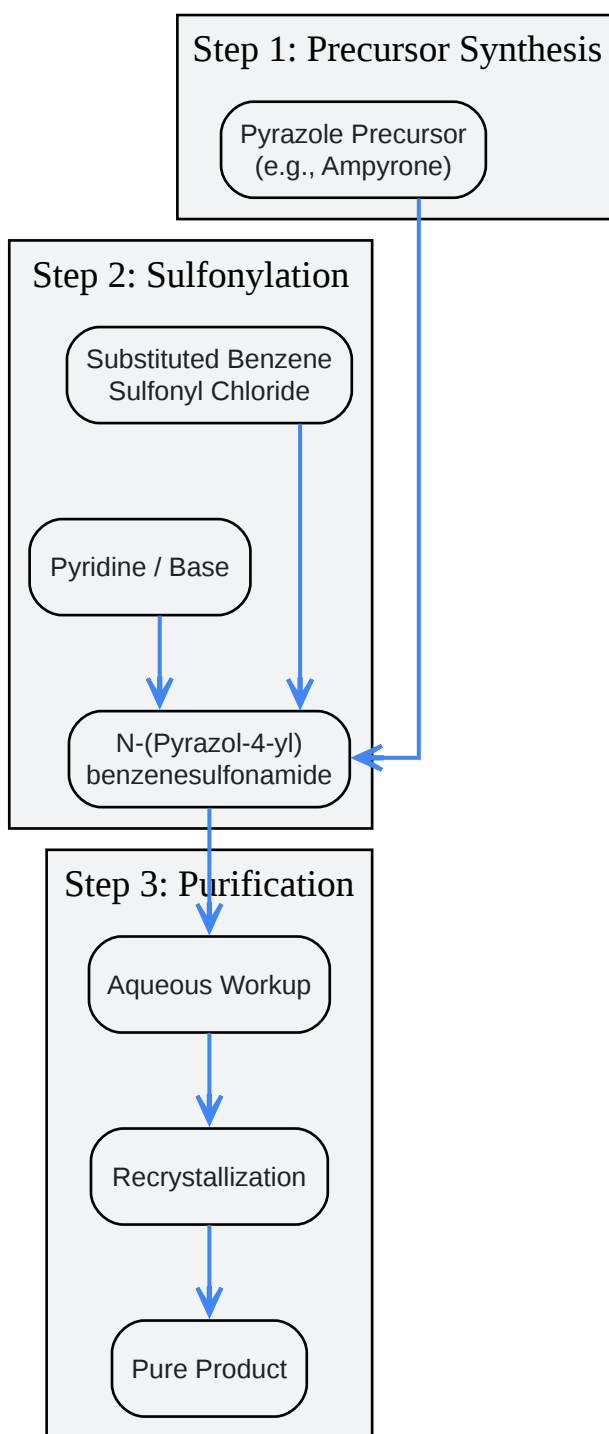 Step 1: Precursor Synthesis
Pyrazole Precursor
(e.g., Ampyrone)
Step 2: Sulfonylation
Substituted Benzene
Sulfonyl Chloride
Pyridine / Base
N-(Pyrazol-4-yl)
benzenesulfonamide
Step 3: Purification
Aqueous Workup
Recrystallization
Pure Product